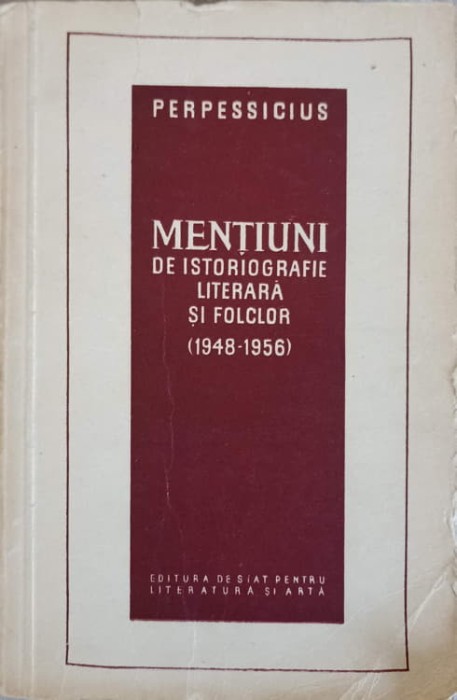 PERPESSICIUS
MENȚIUNI
DE ISTORIOGRAFIE
LITERARĂ
ȘI FOLCLOR
(1948-1956)
EDITURA DE STAT PENTRU
LITERATURĂ ȘI ARTĂ